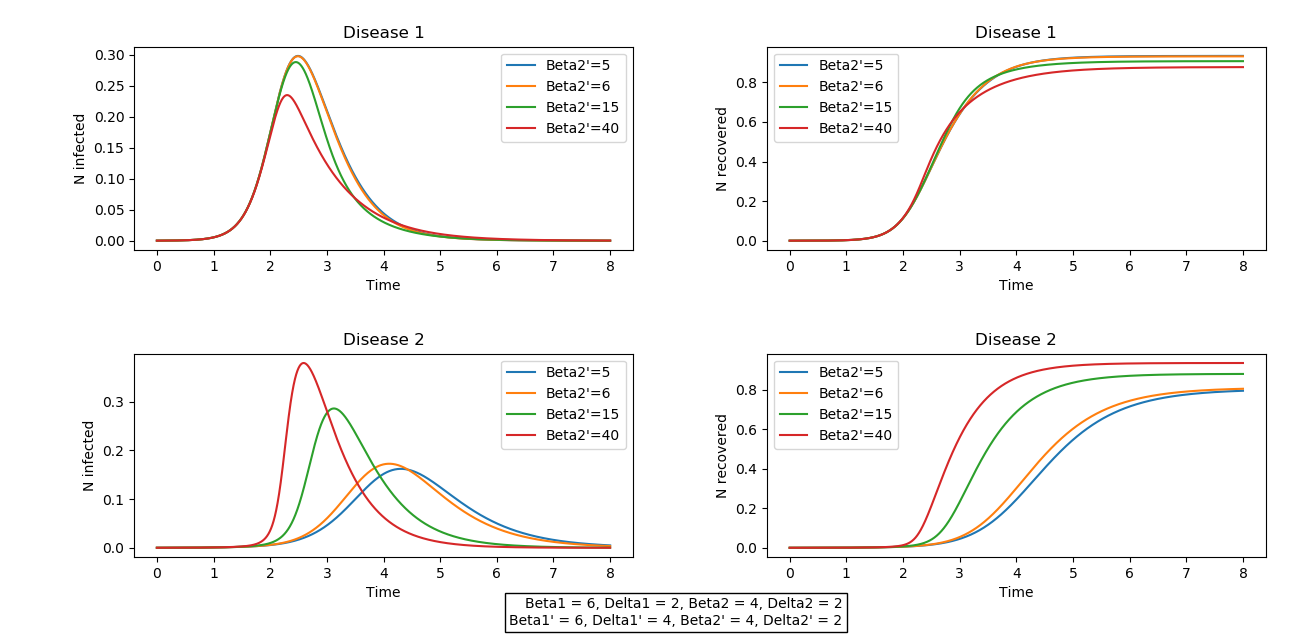 Disease 1
N infected
0.30
0.25
0.20
0.15
0.10
0.05
0.00
0 1 2 3 4 5 6 7 8
Time
Beta2'=5
Beta2'=6
Beta2'=15
Beta2'=40
Disease 1
N recovered
0.8
0.6
0.4
0.2
0.0
0 1 2 3 4 5 6 7 8
Time
Beta2'=5
Beta2'=6
Beta2'=15
Beta2'=40
Disease 2
N infected
0.3
0.2
0.1
0.0
0 1 2 3 4 5 6 7 8
Time
Beta2'=5
Beta2'=6
Beta2'=15
Beta2'=40
Disease 2
N recovered
0.8
0.6
0.4
0.2
0.0
0 1 2 3 4 5 6 7 8
Time
Beta2'=5
Beta2'=6
Beta2'=15
Beta2'=40
Beta1 = 6, Delta1 = 2, Beta2 = 4, Delta2 = 2
Beta1' = 6, Delta1' = 4, Beta2' = 4, Delta2' = 2